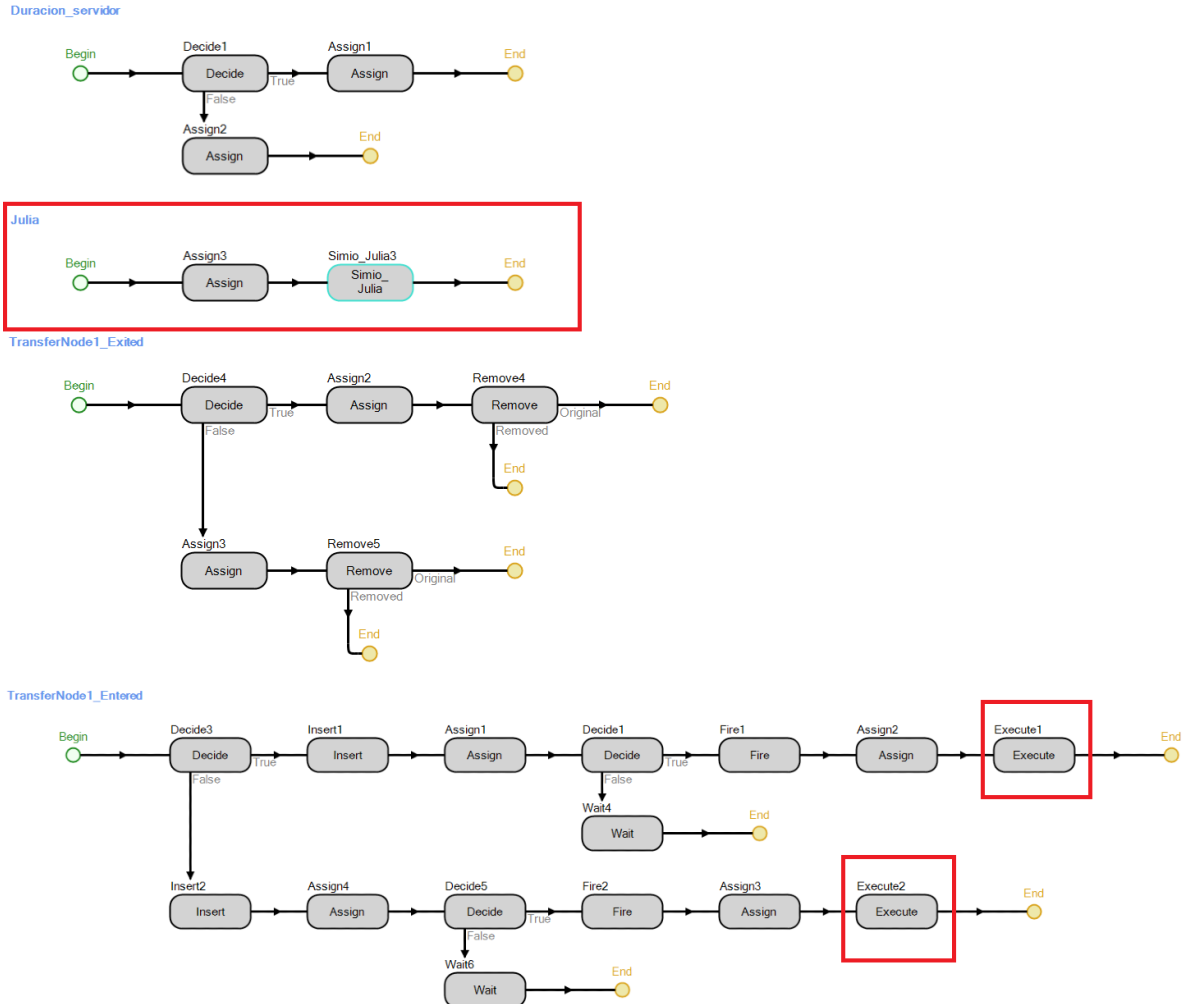 Duracion_servidor
Begin
Decide1
Assign1
End
Decide
True
Assign
False
Assign2
End
Assign
Julia
Begin
Assign3
Simio_Julia3
End
Assign
Simio_
Julia
TransferNode1_Exited
Begin
Decide4
Assign2
Remove4
End
Decide
True
Assign
Remove
Original
False
Removed
End
Assign3
Remove5
End
Assign
Remove
Original
Removed
End
TransferNode1_Entered
Begin
Decide3
Insert1
Assign1
Decide1
Fire1
Assign2
Execute1
End
Decide
True
Insert
Assign
Decide
True
Fire
Assign
Execute
False
False
Wait4
End
Wait
Insert2
Assign4
Decide5
Fire2
Assign3
Execute2
End
Insert
Assign
Decide
True
Fire
Assign
Execute
False
Wait6
End
Wait